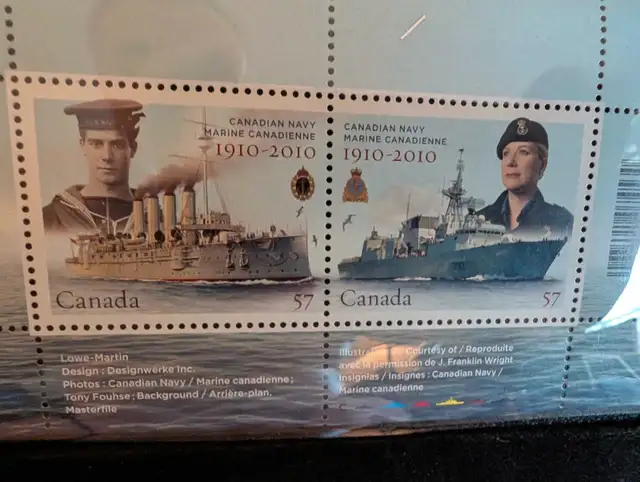 CANADIAN NAVY
MARINE CANADIENNE
1910-2010
Canada
57
CANADIAN NAVY
MARINE CANADIENNE
1910-2010
Canada
57
Lowe-Martin
Design : Designwerke Inc.
Photos : Canadian Navy / Marine canadienne ;
Tony Fouhse ; Background / Arrière-plan,
Masterfile
Courtesy of / Reproduite
avec la permission de J. Franklin Wright
Insignias / Insignes : Canadian Navy /
Marine canadienne